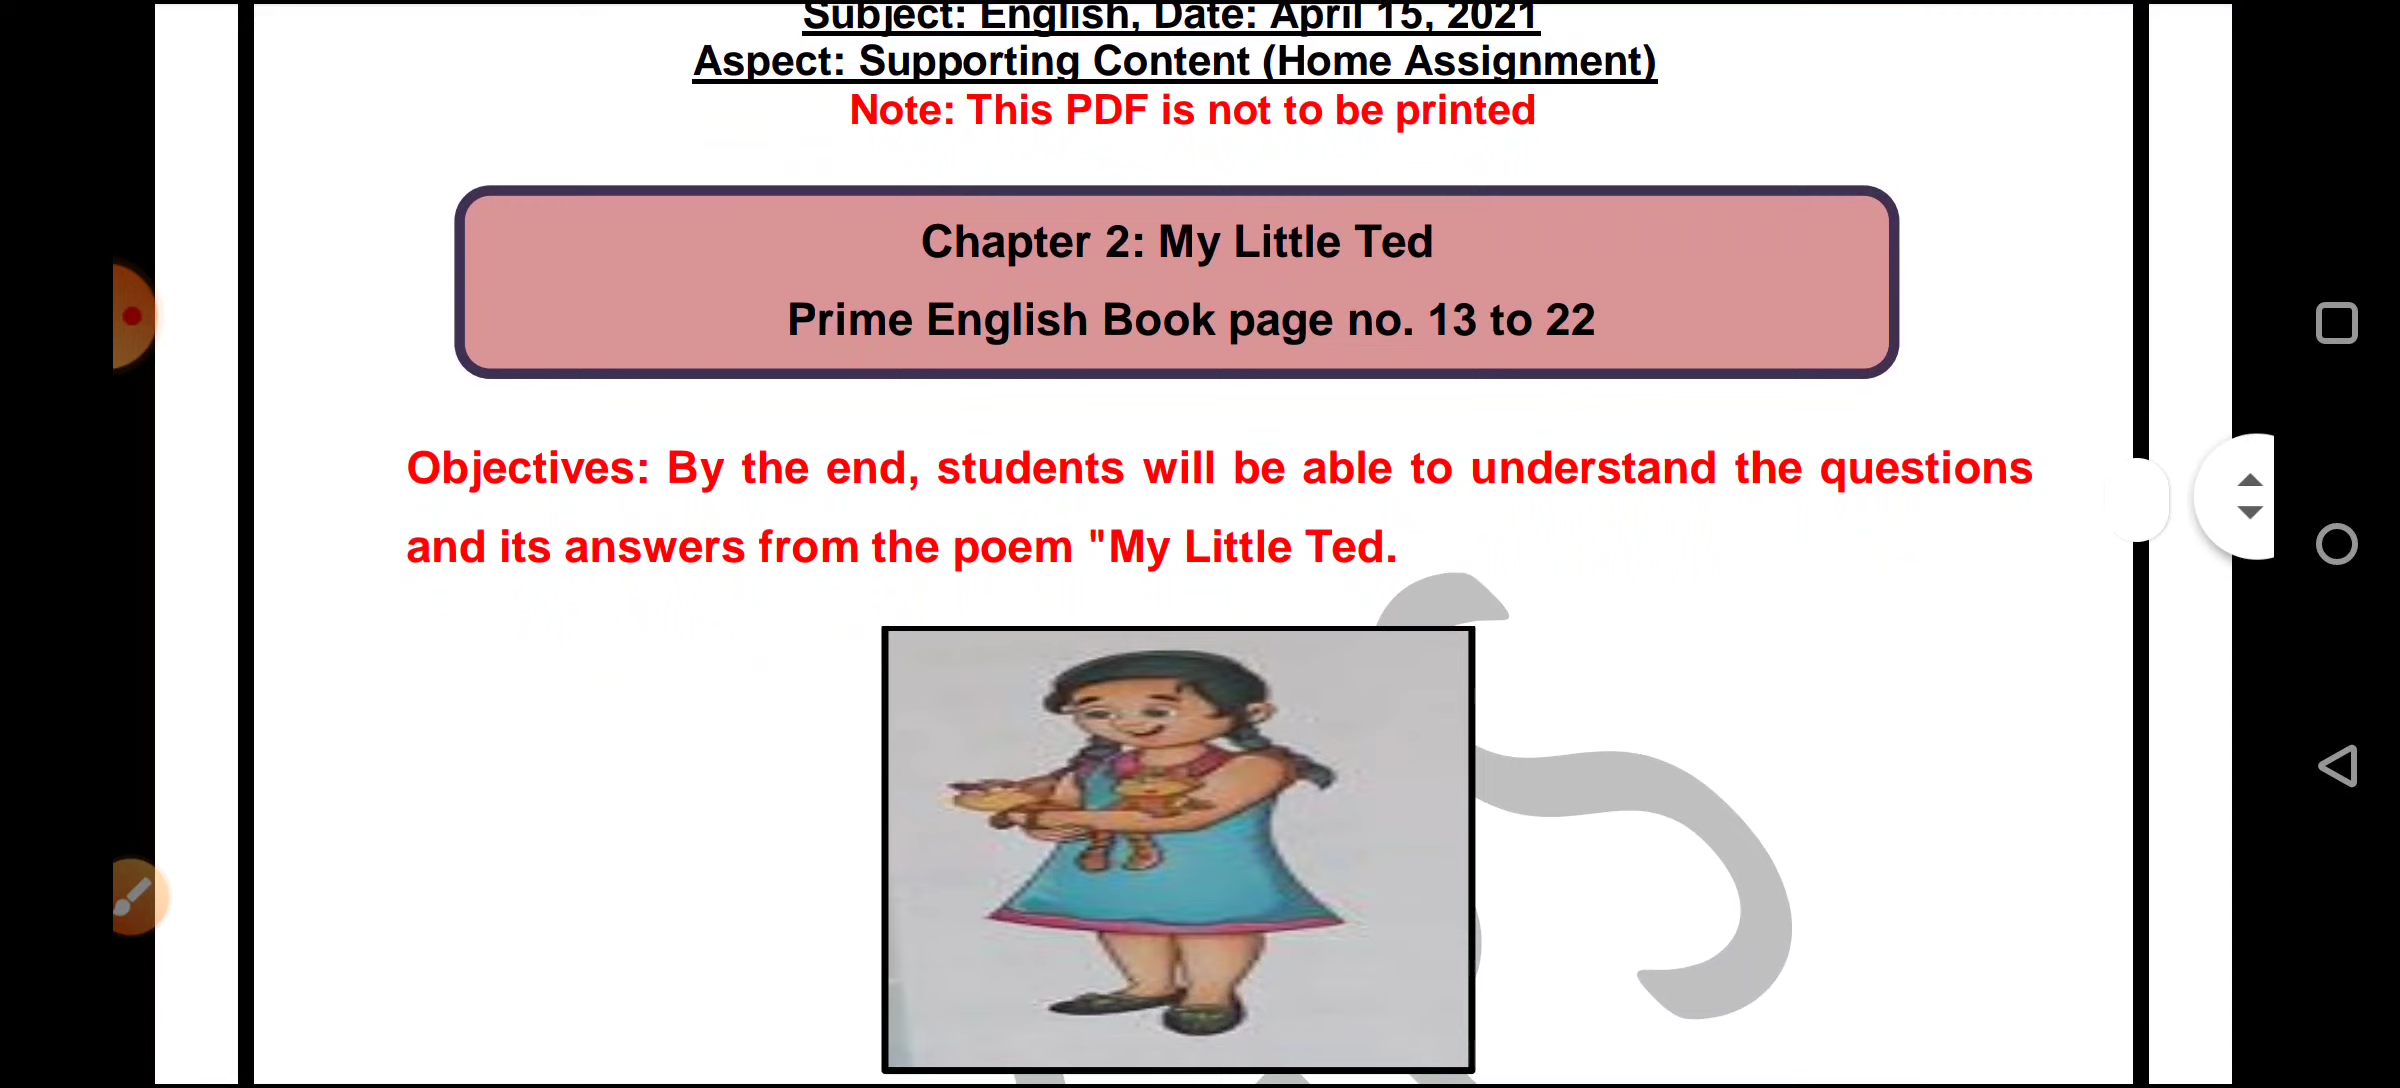 Subject: English, Date: April 15, 2021
Aspect: Supporting Content (Home Assignment)
Note: This PDF is not to be printed
Chapter 2: My Little Ted
Prime English Book page no. 13 to 22
Objectives: By the end, students will be able to understand the questions
and its answers from the poem "My Little Ted.